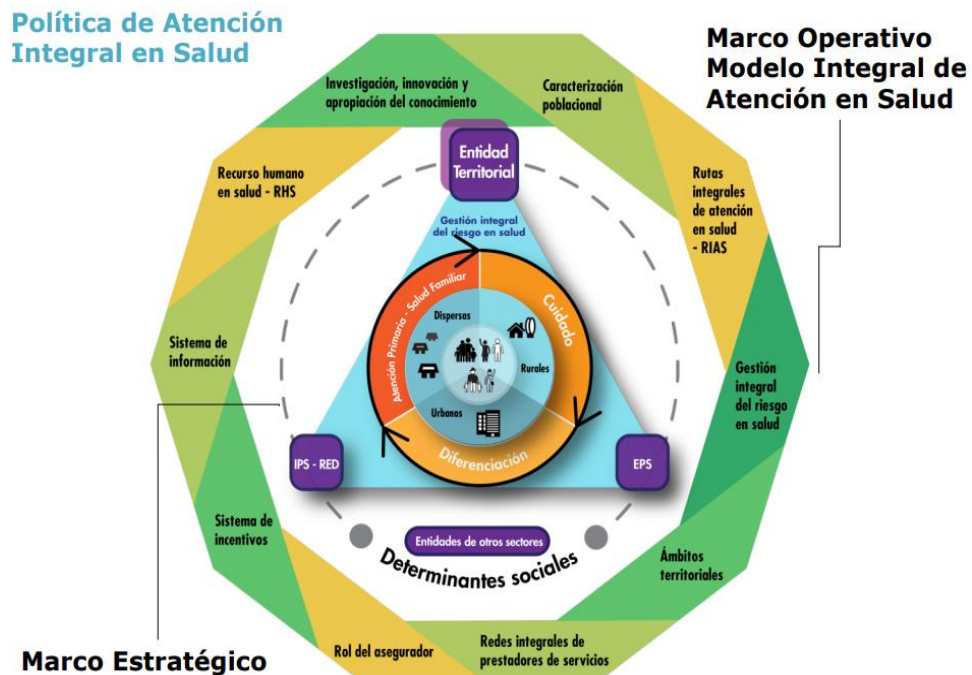 Política de Atención
Integral en Salud
Marco Operativo
Modelo Integral de
Atención en Salud
Investigación, innovación y
apropiación del conocimiento
Caracterización
poblacional
Recurso humano
en salud - RHS
Rutas
integrales
de atención
en salud
- RIAS
Entidad
Territorial
Gestión integral
del riesgo en salud
Atención Primaria - Salud Familiar
Cuidado
Diferenciación
Dispersas
Rurales
Urbanas
Sistema de
información
Gestión
integral
del riesgo
en salud
IPS - RED
EPS
Sistema de
incentivos
Entidades de otros sectores
Determinantes sociales
Ámbitos
territoriales
Rol del asegurador
Redes integrales de
prestadores de servicios
Marco Estratégico